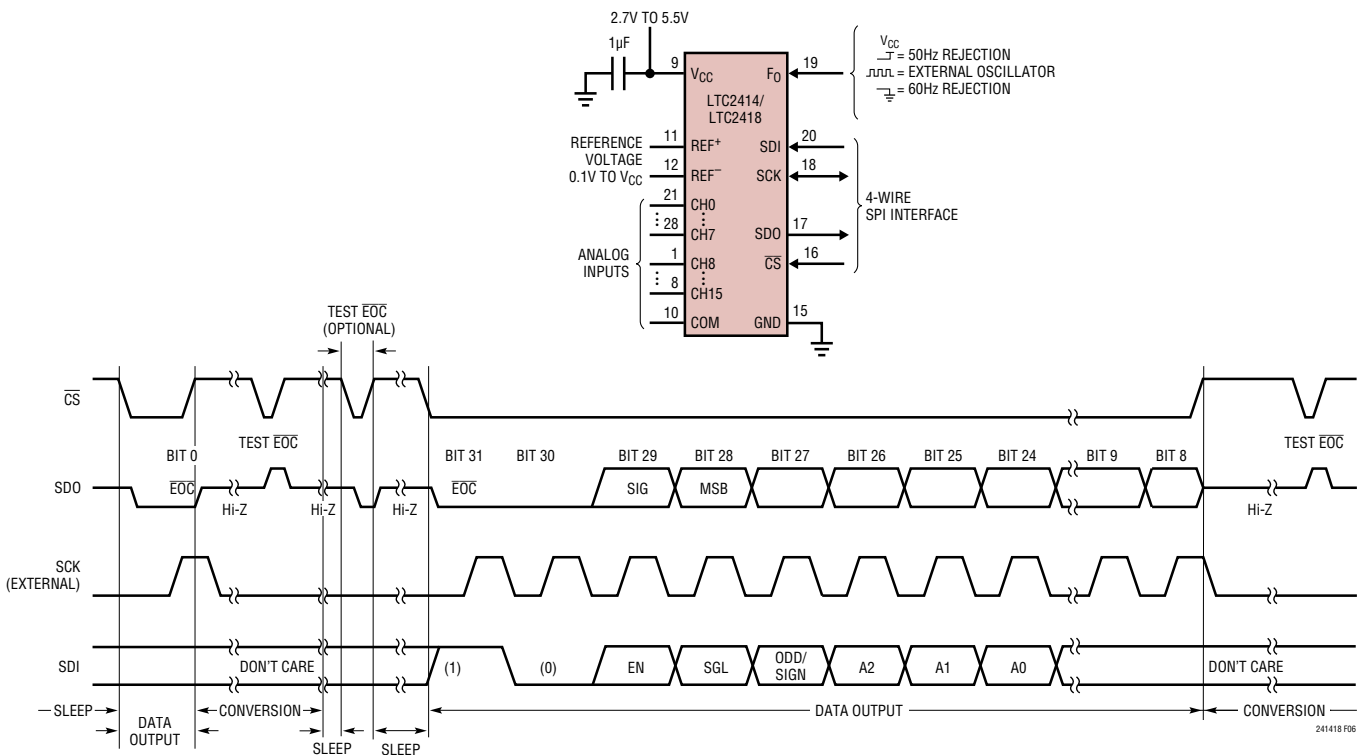 2.7V TO 5.5V
1µF
9
VCC
FO
19
VCC
= 50Hz REJECTION
= EXTERNAL OSCILLATOR
= 60Hz REJECTION
LTC2414/
LTC2418
REFERENCE
VOLTAGE
0.1V TO VCC
11
REF+
12
REF–
SDI
20
SCK
18
SDO
17
CS
16
4-WIRE
SPI INTERFACE
ANALOG
INPUTS
21
CH0
28
CH7
1
CH8
8
CH15
10
COM
GND
15
TEST EOC
(OPTIONAL)
CS
TEST EOC
TEST EOC
BIT 0
BIT 31
BIT 30
BIT 29
BIT 28
BIT 27
BIT 26
BIT 25
BIT 24
BIT 9
BIT 8
SDO
EOC
EOC
SIG
MSB
Hi-Z
Hi-Z
Hi-Z
Hi-Z
SCK
(EXTERNAL)
SDI
DON'T CARE
(1)
(0)
EN
SGL
ODD/
SIGN
A2
A1
A0
DON'T CARE
SLEEP
DATA
OUTPUT
CONVERSION
SLEEP
SLEEP
DATA OUTPUT
CONVERSION
241418 F06